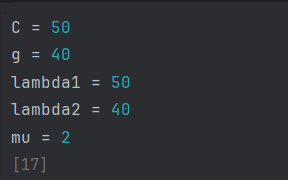 C = 50
g = 40
lambda1 = 50
lambda2 = 40
mu = 2
[17]